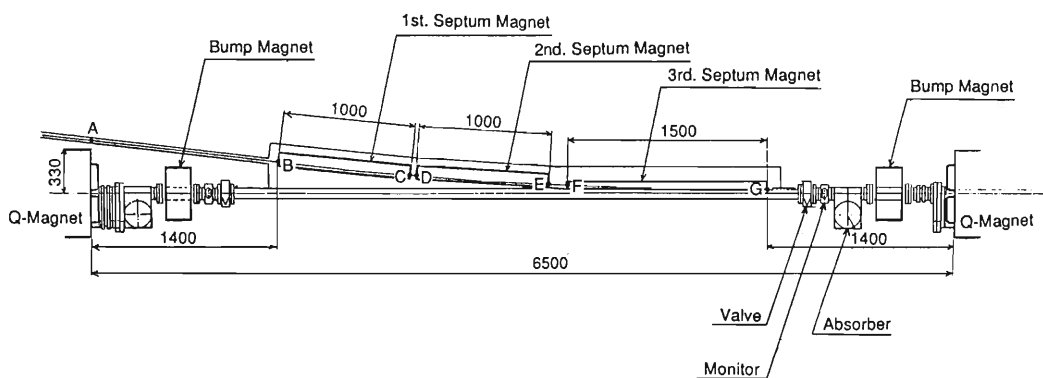 1st. Septum Magnet
Bump Magnet
2nd. Septum Magnet
3rd. Septum Magnet
Bump Magnet
1000
1000
1500
A
B
C
D
E
F
G
330
Q-Magnet
Q-Magnet
1400
1400
6500
Valve
Absorber
Monitor